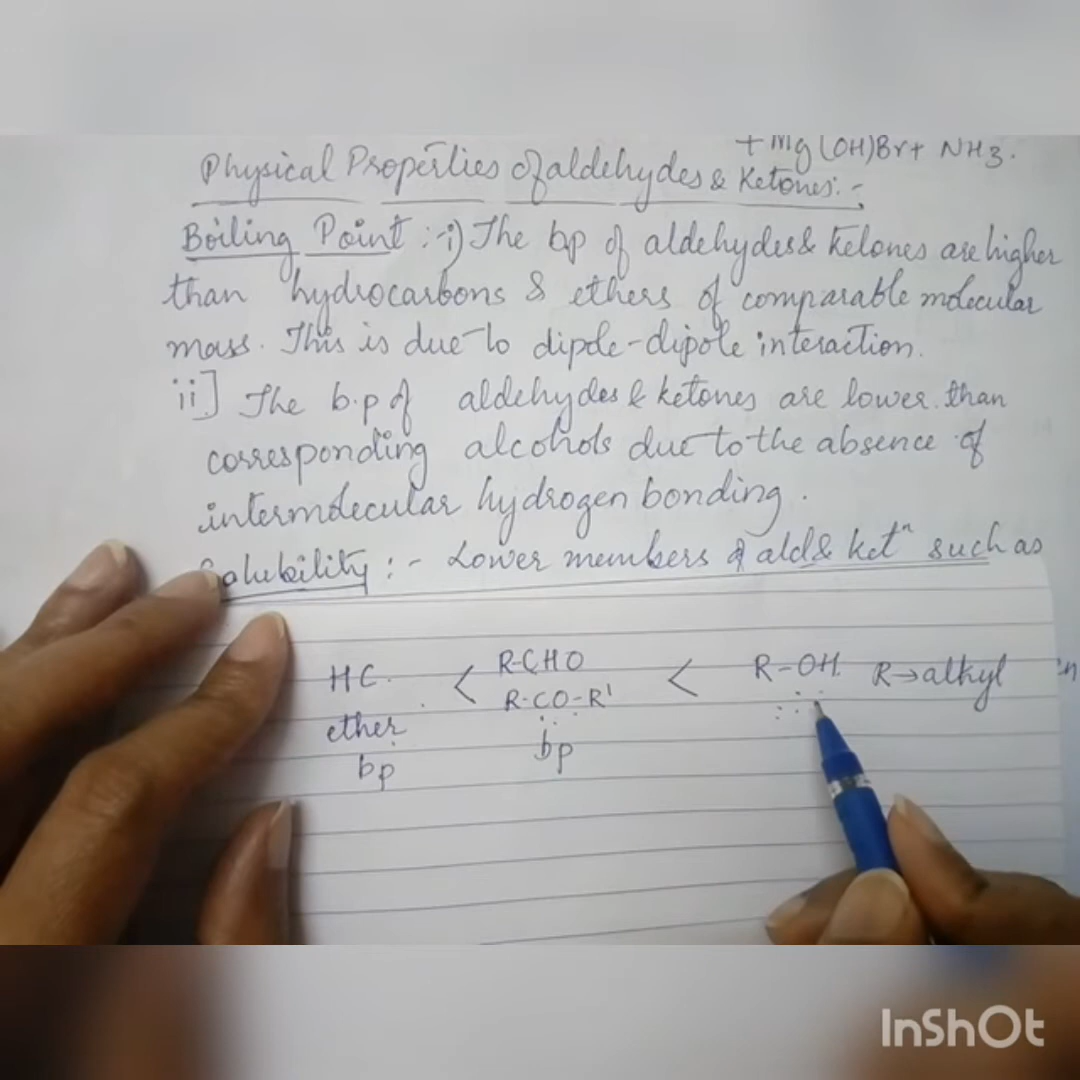 + Mg(OH)Br + NH3.
Physical Properties of aldehydes & Ketones:-
Boiling Point :- i) The bp of aldehydes & ketones are higher
than hydrocarbons & ethers of comparable molecular
mass. This is due to dipole-dipole interaction.
ii] The b.p of aldehydes & ketones are lower than
corresponding alcohols due to the absence of
intermolecular hydrogen bonding.
Solubility :- Lower members of ald & ketⁿ such as
HC. < R-CHO < R-OH. R→alkyl
ether R-CO-R'
bp bp
InShOt